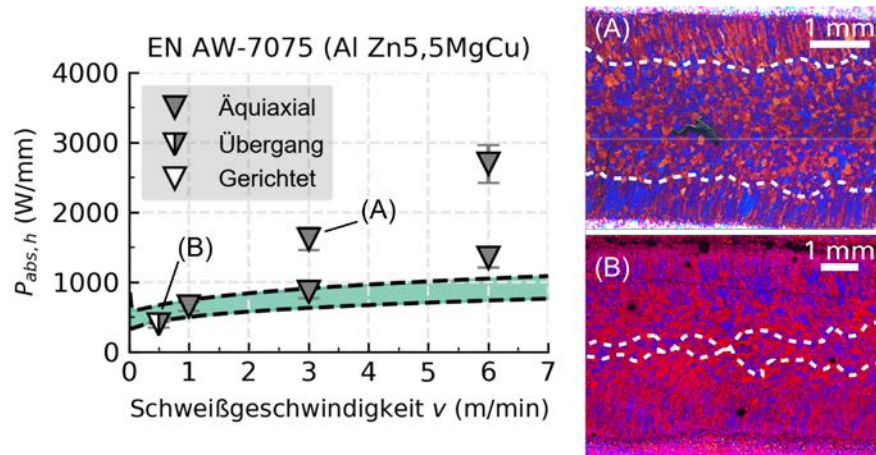 EN AW-7075 (Al Zn5,5MgCu)
4000
3000
2000
1000
0
P_abs,h (W/mm)
Äquiaxial
Übergang
Gerichtet
(A)
(B)
0 1 2 3 4 5 6 7
Schweißgeschwindigkeit v (m/min)
(A)
1 mm
(B)
1 mm